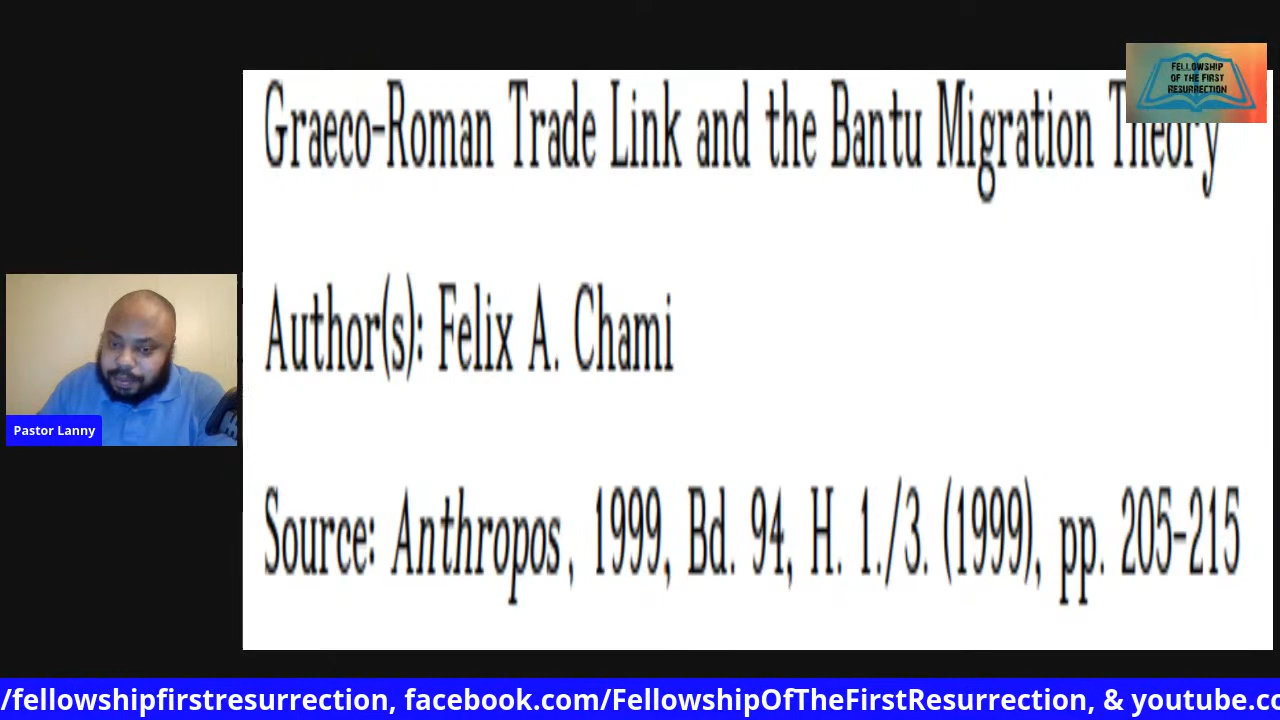 FELLOWSHIP
OF THE FIRST
RESURRECTION
Graeco-Roman Trade Link and the Bantu Migration Theory
Author(s): Felix A. Chami
Source: Anthropos, 1999, Bd. 94, H. 1./3. (1999), pp. 205-215
Pastor Lanny
/fellowshipfirstresurrection, facebook.com/FellowshipOfTheFirstResurrection, & youtube.co